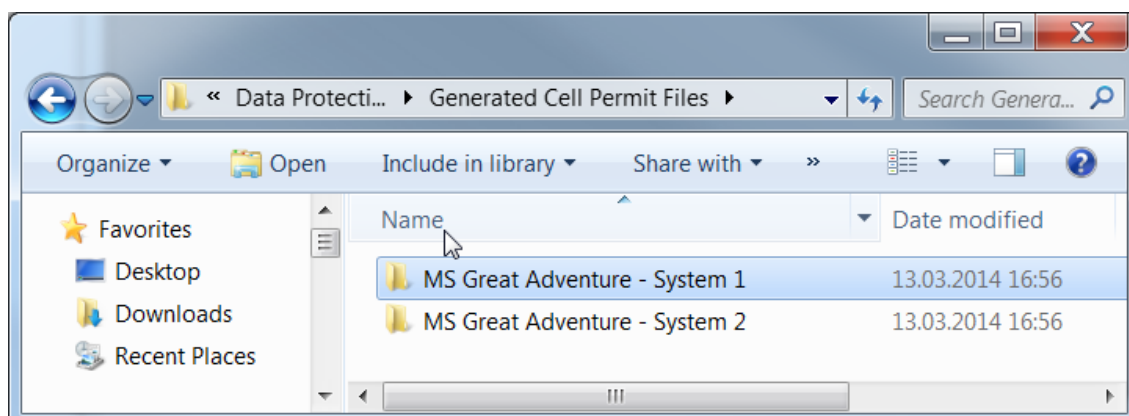 « Data Protecti... Generated Cell Permit Files Search Genera...
Organize Open Include in library Share with »
Favorites Name Date modified
Desktop MS Great Adventure - System 1 13.03.2014 16:56
Downloads MS Great Adventure - System 2 13.03.2014 16:56
Recent Places